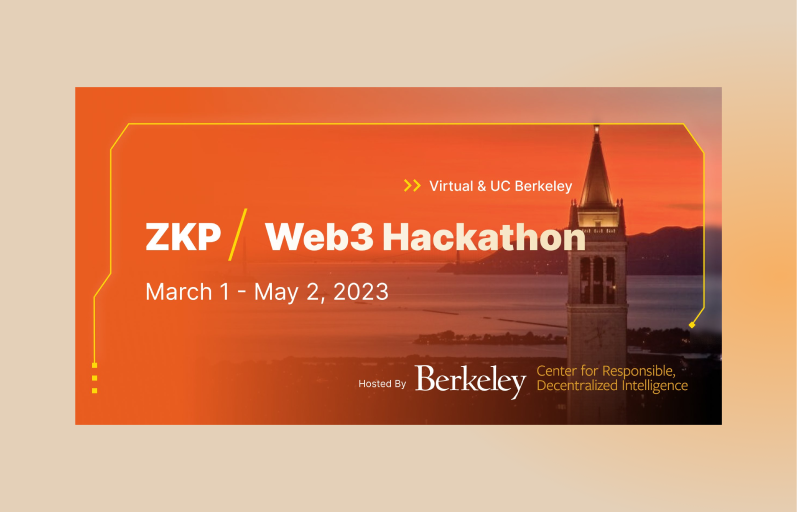 Virtual & UC Berkeley
ZKP / Web3 Hackathon
March 1 - May 2, 2023
Hosted By Berkeley Center for Responsible,
Decentralized Intelligence